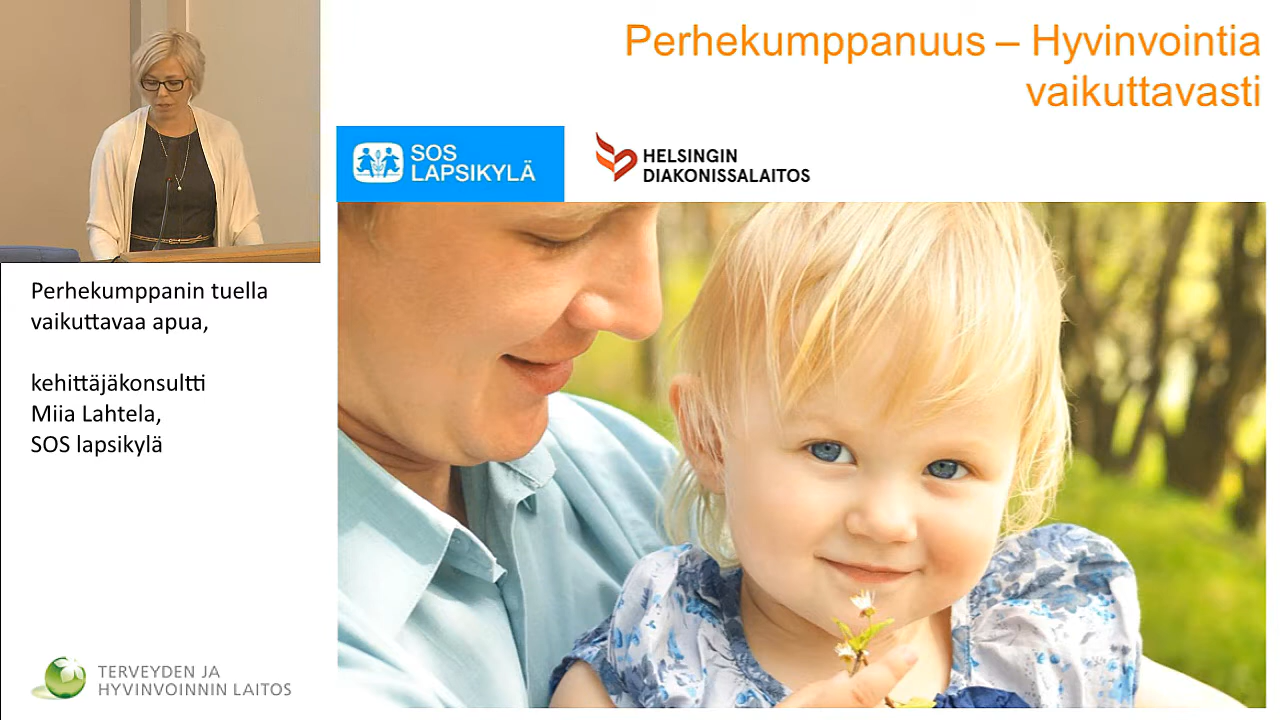 Perhekumppanuus – Hyvinvointia
vaikuttavasti
SOS
LAPSIKYLÄ
HELSINGIN
DIAKONISSALAITOS
Perhekumppanin tuella
vaikuttavaa apua,
kehittäjäkonsultti
Miia Lahtela,
SOS lapsikylä
TERVEYDEN JA
HYVINVOINNIN LAITOS